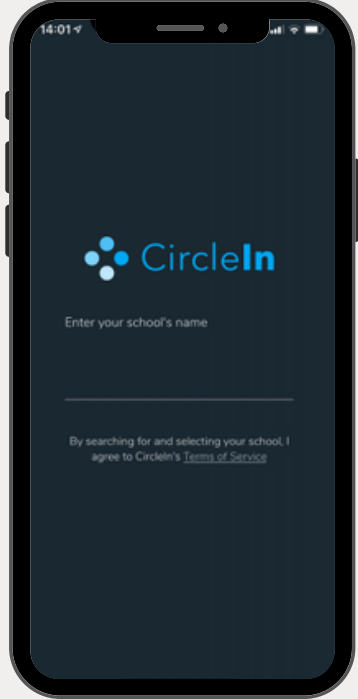 14:01
CircleIn
Enter your school's name
By searching for and selecting your school, I
agree to CircleIn's Terms of Service